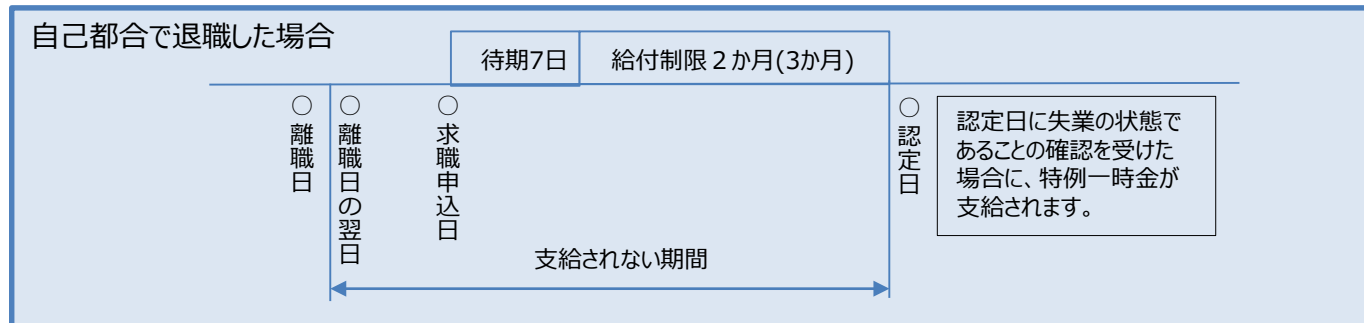 自己都合で退職した場合
待期7日
給付制限２か月(3か月)
○離職日
○離職日の翌日
○求職申込日
○認定日
認定日に失業の状態で
あることの確認を受けた
場合に、特例一時金が
支給されます。
支給されない期間